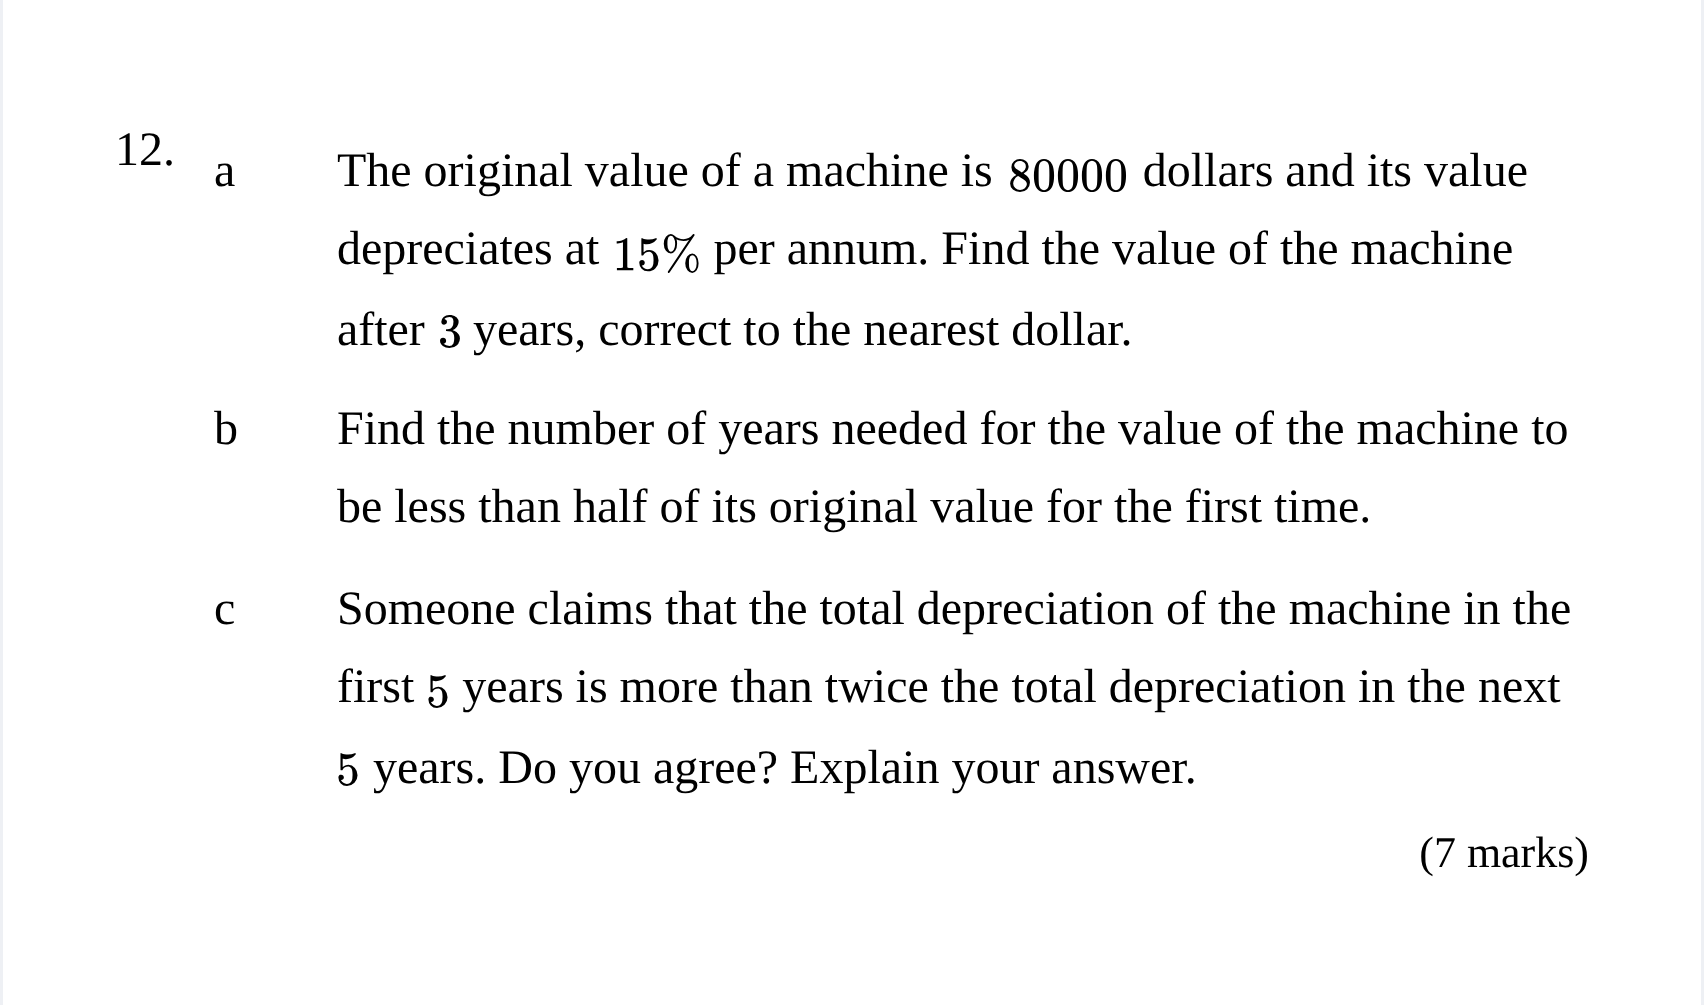 12. a The original value of a machine is 80000 dollars and its value
depreciates at 15% per annum. Find the value of the machine
after 3 years, correct to the nearest dollar.
b Find the number of years needed for the value of the machine to
be less than half of its original value for the first time.
c Someone claims that the total depreciation of the machine in the
first 5 years is more than twice the total depreciation in the next
5 years. Do you agree? Explain your answer.
(7 marks)